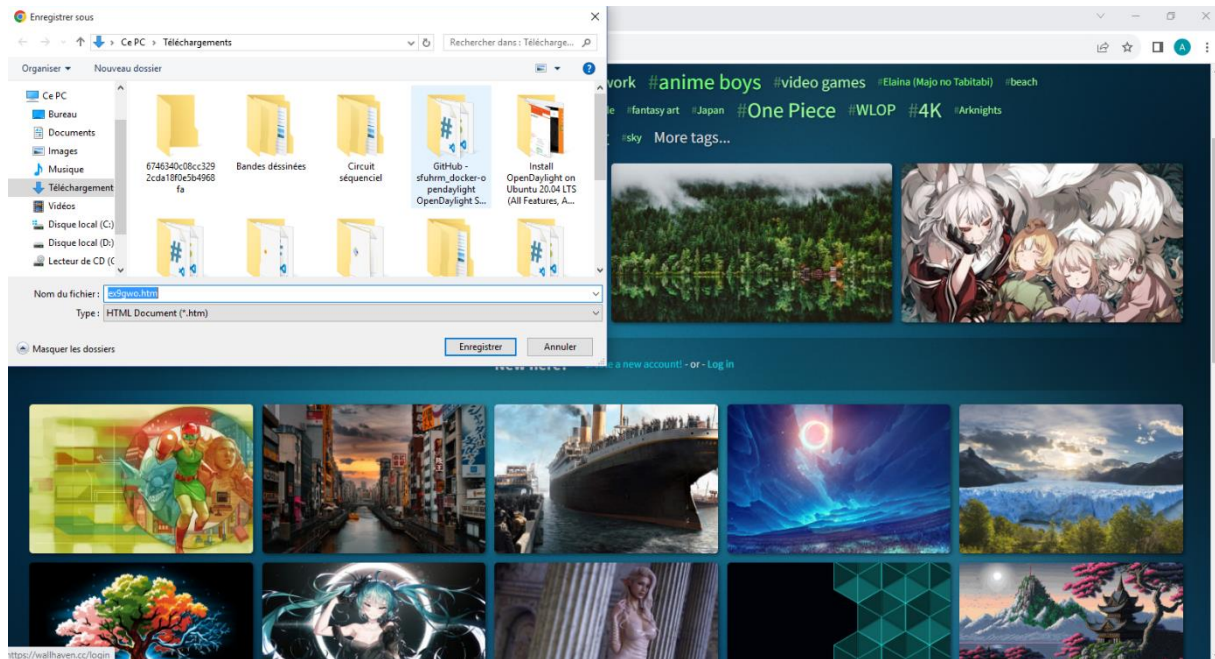 Enregistrer sous
Ce PC > Téléchargements
Rechercher dans : Télécharge...
Organiser
Nouveau dossier
Ce PC
Bureau
Documents
Images
Musique
Téléchargement
Vidéos
Disque local (C:)
Disque local (D:)
Lecteur de CD (C
6746340c08cc329
2cda18f0e5b4968
fa
Bandes déssinées
Circuit
séquenciel
GitHub -
sfuhrm_docker-o
pendaylight
OpenDaylight S...
Install
OpenDaylight on
Ubuntu 20.04 LTS
(All Features, A...
Nom du fichier : ex9gwo.htm
Type : HTML Document (*.htm)
Masquer les dossiers
Enregistrer
Annuler
A
work #anime boys #video games #Elaina (Majo no Tabitabi) #beach
#fantasy art #Japan #One Piece #WLOP #4K #Arknights
#sky More tags...
New here? a new account! - or - Log in
https://wallhaven.cc/login